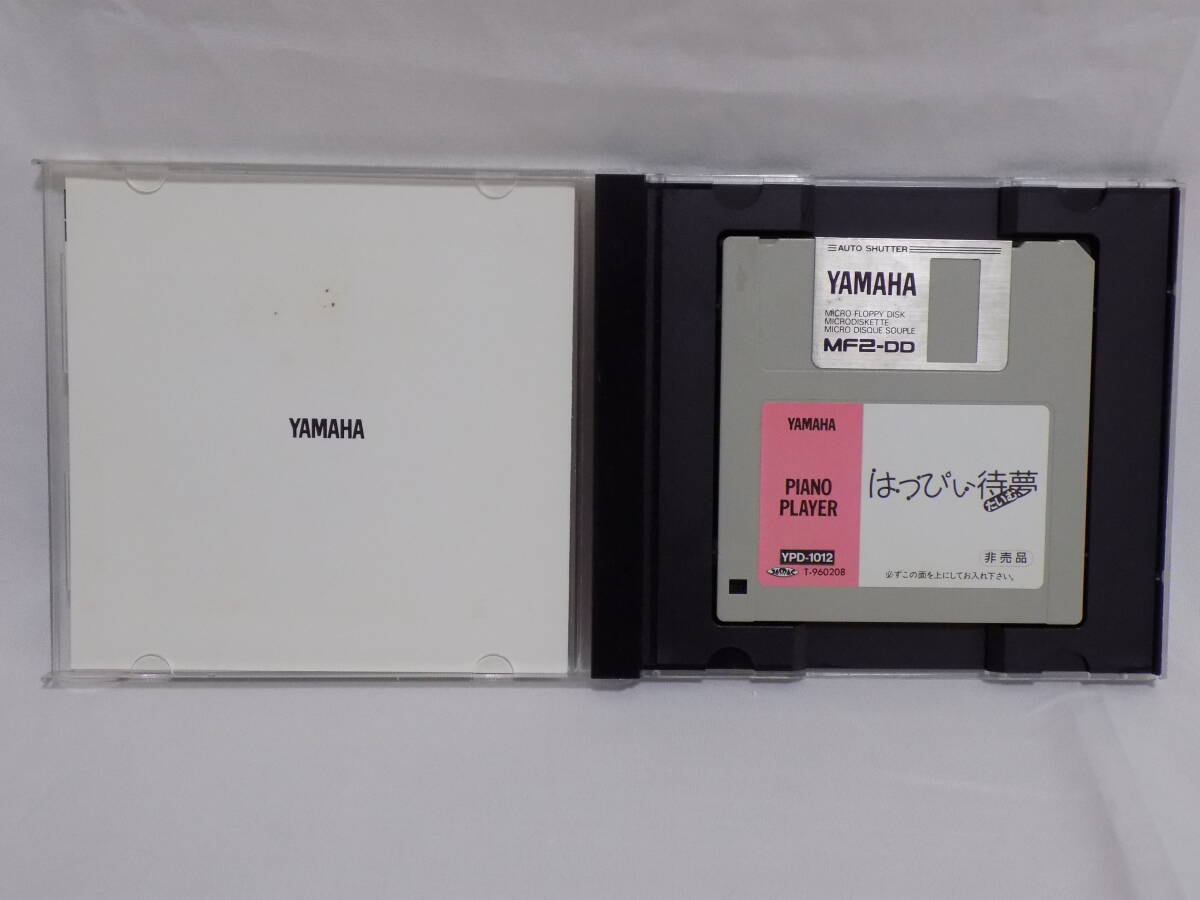 YAMAHA
AUTO SHUTTER
YAMAHA
MICRO FLOPPY DISK
MICRODISKETTE
MICRO DISQUE SOUPLE
MF2-DD
YAMAHA
PIANO
PLAYER
YPD-1012
JASRAC T-960208
はっぴぃ待夢
たいむ
非売品
必ずこの面を上にしてお入れ下さい。